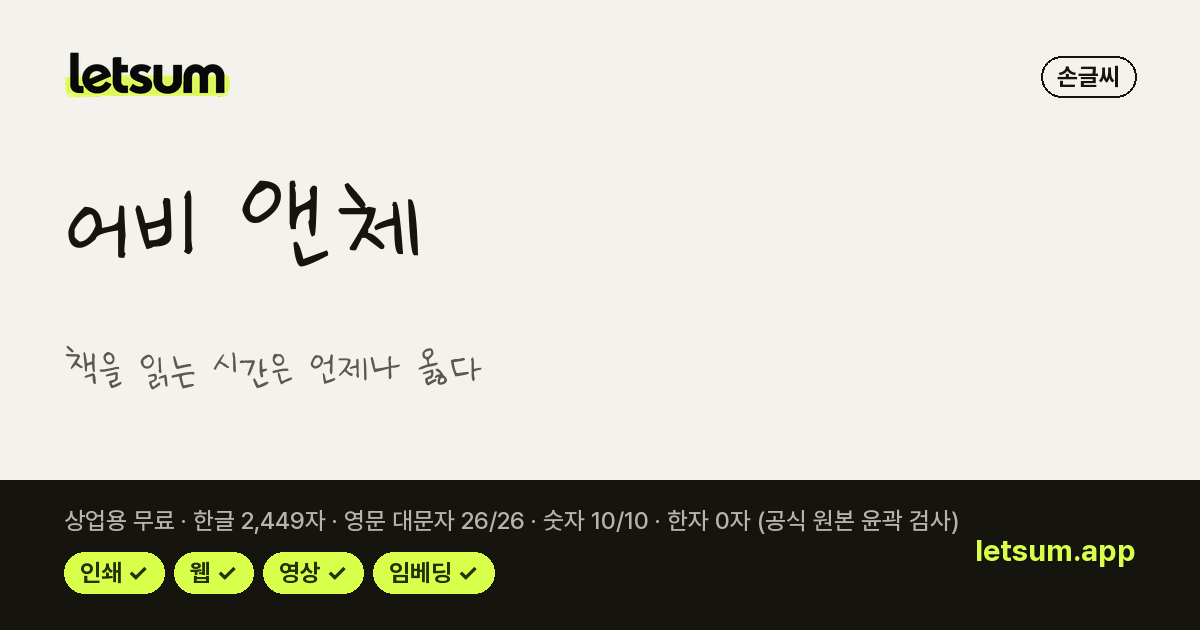 letsum
손글씨
어비 앤체
책을 읽는 시간은 언제나 옳다
상업용 무료 · 한글 2,449자 · 영문 대문자 26/26 · 숫자 10/10 · 한자 0자 (공식 원본 윤곽 검사)
letsum.app
인쇄 ✓ 웹 ✓ 영상 ✓ 임베딩 ✓